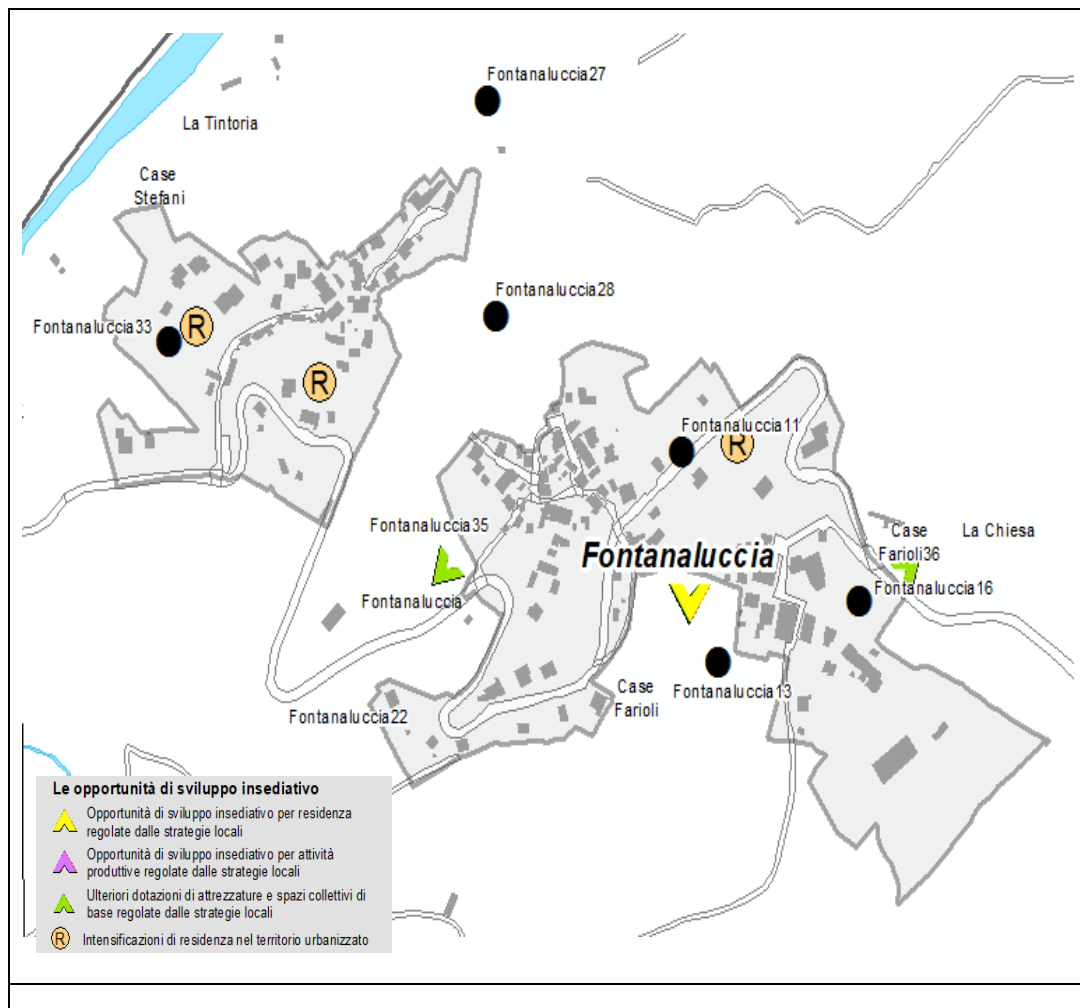 Fontanaluccia27
La Tintoria
Case
Stefani
Fontanaluccia28
Fontanaluccia33
R
R
Fontanaluccia11
R
Fontanaluccia35
Case
Farioli36
La Chiesa
Fontanaluccia
Fontanaluccia16
Fontanaluccia
Case
Farioli
Fontanaluccia13
Fontanaluccia22
Le opportunità di sviluppo insediativo
Opportunità di sviluppo insediativo per residenza
regolate dalle strategie locali
Opportunità di sviluppo insediativo per attività
produttive regolate dalle strategie locali
Ulteriori dotazioni di attrezzature e spazi collettivi di
base regolate dalle strategie locali
R Intensificazioni di residenza nel territorio urbanizzato